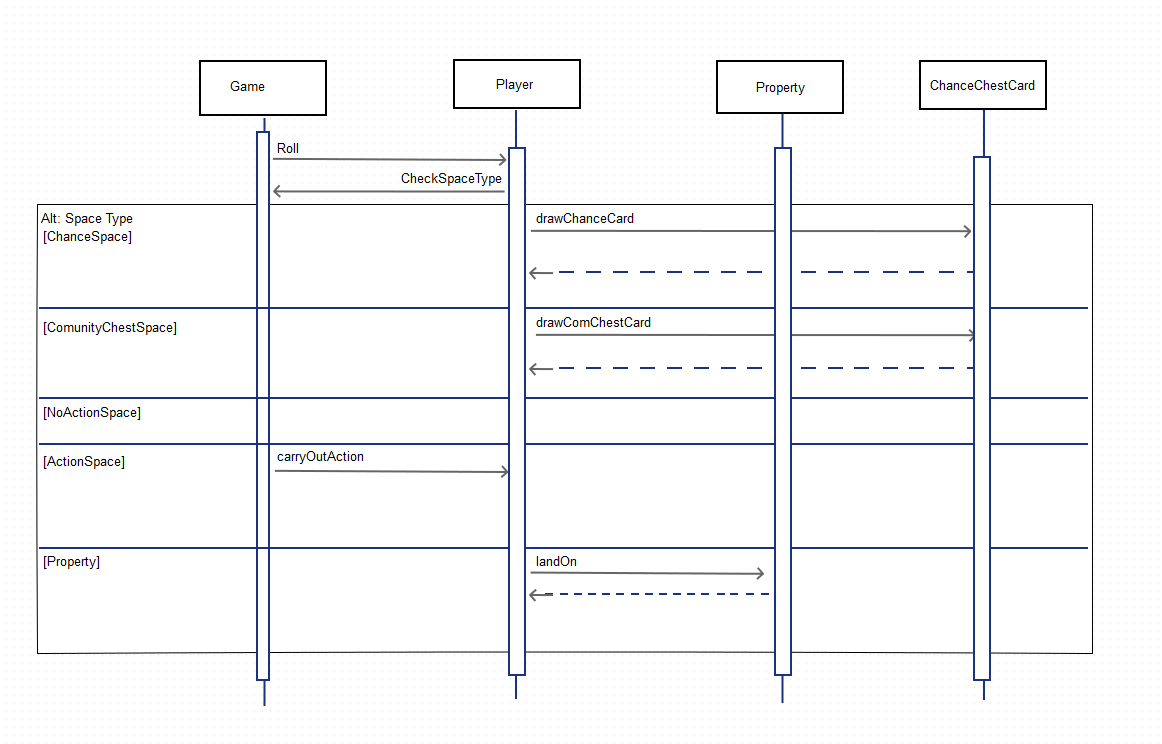 Game
Player
Property
ChanceChestCard
Roll
CheckSpaceType
Alt: Space Type
[ChanceSpace]
drawChanceCard
[ComunityChestSpace]
drawComChestCard
[NoActionSpace]
[ActionSpace]
carryOutAction
[Property]
landOn